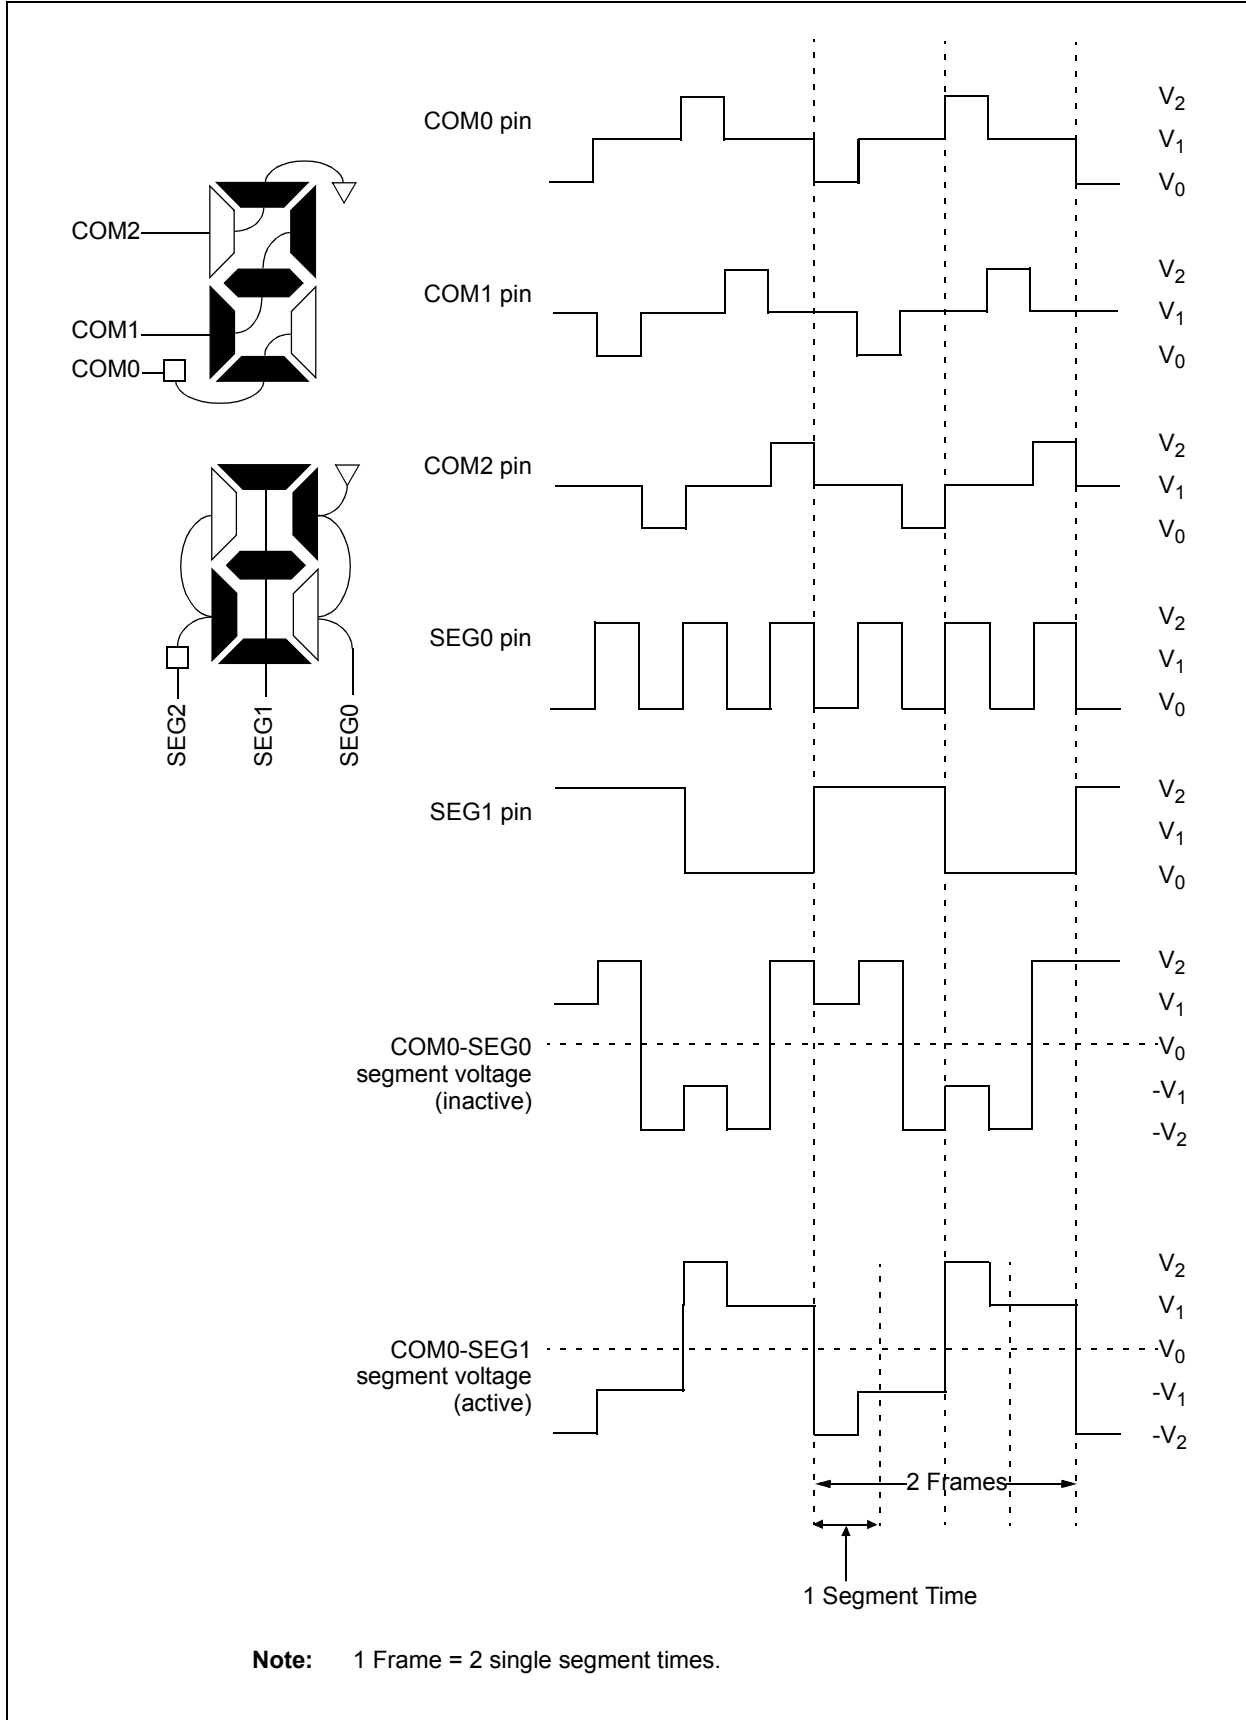 COM0 pin
V2
V1
V0
COM2
COM1
COM0
COM1 pin
V2
V1
V0
COM2 pin
V2
V1
V0
SEG2
SEG1
SEG0
SEG0 pin
V2
V1
V0
SEG1 pin
V2
V1
V0
COM0-SEG0
segment voltage
(inactive)
V2
V1
V0
-V1
-V2
COM0-SEG1
segment voltage
(active)
V2
V1
V0
-V1
-V2
2 Frames
1 Segment Time
Note: 1 Frame = 2 single segment times.